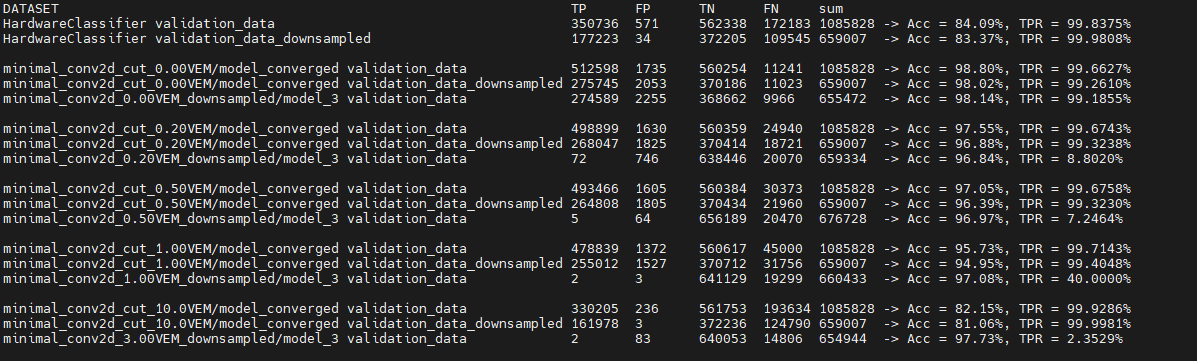 DATASET TP FP TN FN sum
HardwareClassifier validation_data 350736 571 562338 172183 1085828 -> Acc = 84.09%, TPR = 99.8375%
HardwareClassifier validation_data_downsampled 177223 34 372205 109545 659007 -> Acc = 83.37%, TPR = 99.9808%
minimal_conv2d_cut_0.00VEM/model_converged validation_data 512598 1735 560254 11241 1085828 -> Acc = 98.80%, TPR = 99.6627%
minimal_conv2d_cut_0.00VEM/model_converged validation_data_downsampled 275745 2053 370186 11023 659007 -> Acc = 98.02%, TPR = 99.2610%
minimal_conv2d_0.00VEM_downsampled/model_3 validation_data 274589 2255 368662 9966 655472 -> Acc = 98.14%, TPR = 99.1855%
minimal_conv2d_cut_0.20VEM/model_converged validation_data 498899 1630 560359 24940 1085828 -> Acc = 97.55%, TPR = 99.6743%
minimal_conv2d_cut_0.20VEM/model_converged validation_data_downsampled 268047 1825 370414 18721 659007 -> Acc = 96.88%, TPR = 99.3238%
minimal_conv2d_0.20VEM_downsampled/model_3 validation_data 72 746 638446 20070 659334 -> Acc = 96.84%, TPR = 8.8020%
minimal_conv2d_cut_0.50VEM/model_converged validation_data 493466 1605 560384 30373 1085828 -> Acc = 97.05%, TPR = 99.6758%
minimal_conv2d_cut_0.50VEM/model_converged validation_data_downsampled 264808 1805 370434 21960 659007 -> Acc = 96.39%, TPR = 99.3230%
minimal_conv2d_0.50VEM_downsampled/model_3 validation_data 5 64 656189 20470 676728 -> Acc = 96.97%, TPR = 7.2464%
minimal_conv2d_cut_1.00VEM/model_converged validation_data 478839 1372 560617 45000 1085828 -> Acc = 95.73%, TPR = 99.7143%
minimal_conv2d_cut_1.00VEM/model_converged validation_data_downsampled 255012 1527 370712 31756 659007 -> Acc = 94.95%, TPR = 99.4048%
minimal_conv2d_1.00VEM_downsampled/model_3 validation_data 2 3 641129 19299 660433 -> Acc = 97.08%, TPR = 40.0000%
minimal_conv2d_cut_10.0VEM/model_converged validation_data 330205 236 561753 193634 1085828 -> Acc = 82.15%, TPR = 99.9286%
minimal_conv2d_cut_10.0VEM/model_converged validation_data_downsampled 161978 3 372236 124790 659007 -> Acc = 81.06%, TPR = 99.9981%
minimal_conv2d_3.00VEM_downsampled/model_3 validation_data 2 83 640053 14806 654944 -> Acc = 97.73%, TPR = 2.3529%